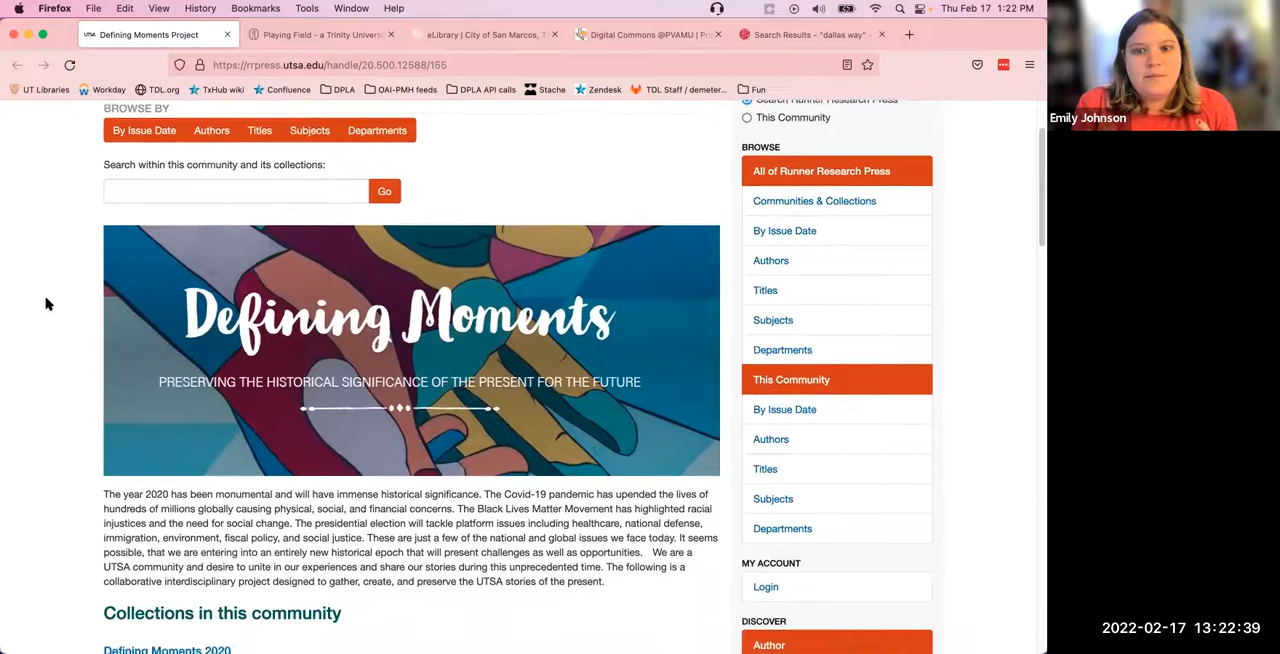 Firefox File Edit View History Bookmarks Tools Window Help Thu Feb 17 1:22 PM
UTSA Defining Moments Project Playing Field - a Trinity Universi eLibrary | City of San Marcos, T Digital Commons @PVAMU | Pra Search Results - "dallas way" -
https://rrpress.utsa.edu/handle/20.500.12588/155
UT Libraries Workday TDL.org TxHub wiki Confluence DPLA OAI-PMH feeds DPLA API calls Stache Zendesk TDL Staff / demeter... Fun
Emily Johnson
BROWSE BY
By Issue Date Authors Titles Subjects Departments
Search within this community and its collections:
Go
Defining Moments
PRESERVING THE HISTORICAL SIGNIFICANCE OF THE PRESENT FOR THE FUTURE
The year 2020 has been monumental and will have immense historical significance. The Covid-19 pandemic has upended the lives of
hundreds of millions globally causing physical, social, and financial concerns. The Black Lives Matter Movement has highlighted racial
injustices and the need for social change. The presidential election will tackle platform issues including healthcare, national defense,
immigration, environment, fiscal policy, and social justice. These are just a few of the national and global issues we face today. It seems
possible, that we are entering into an entirely new historical epoch that will present challenges as well as opportunities. We are a
UTSA community and desire to unite in our experiences and share our stories during this unprecedented time. The following is a
collaborative interdisciplinary project designed to gather, create, and preserve the UTSA stories of the present.
Collections in this community
Defining Moments 2020
Search Runner Research Press
This Community
BROWSE
All of Runner Research Press
Communities & Collections
By Issue Date
Authors
Titles
Subjects
Departments
This Community
By Issue Date
Authors
Titles
Subjects
Departments
MY ACCOUNT
Login
DISCOVER
Author
2022-02-17 13:22:39